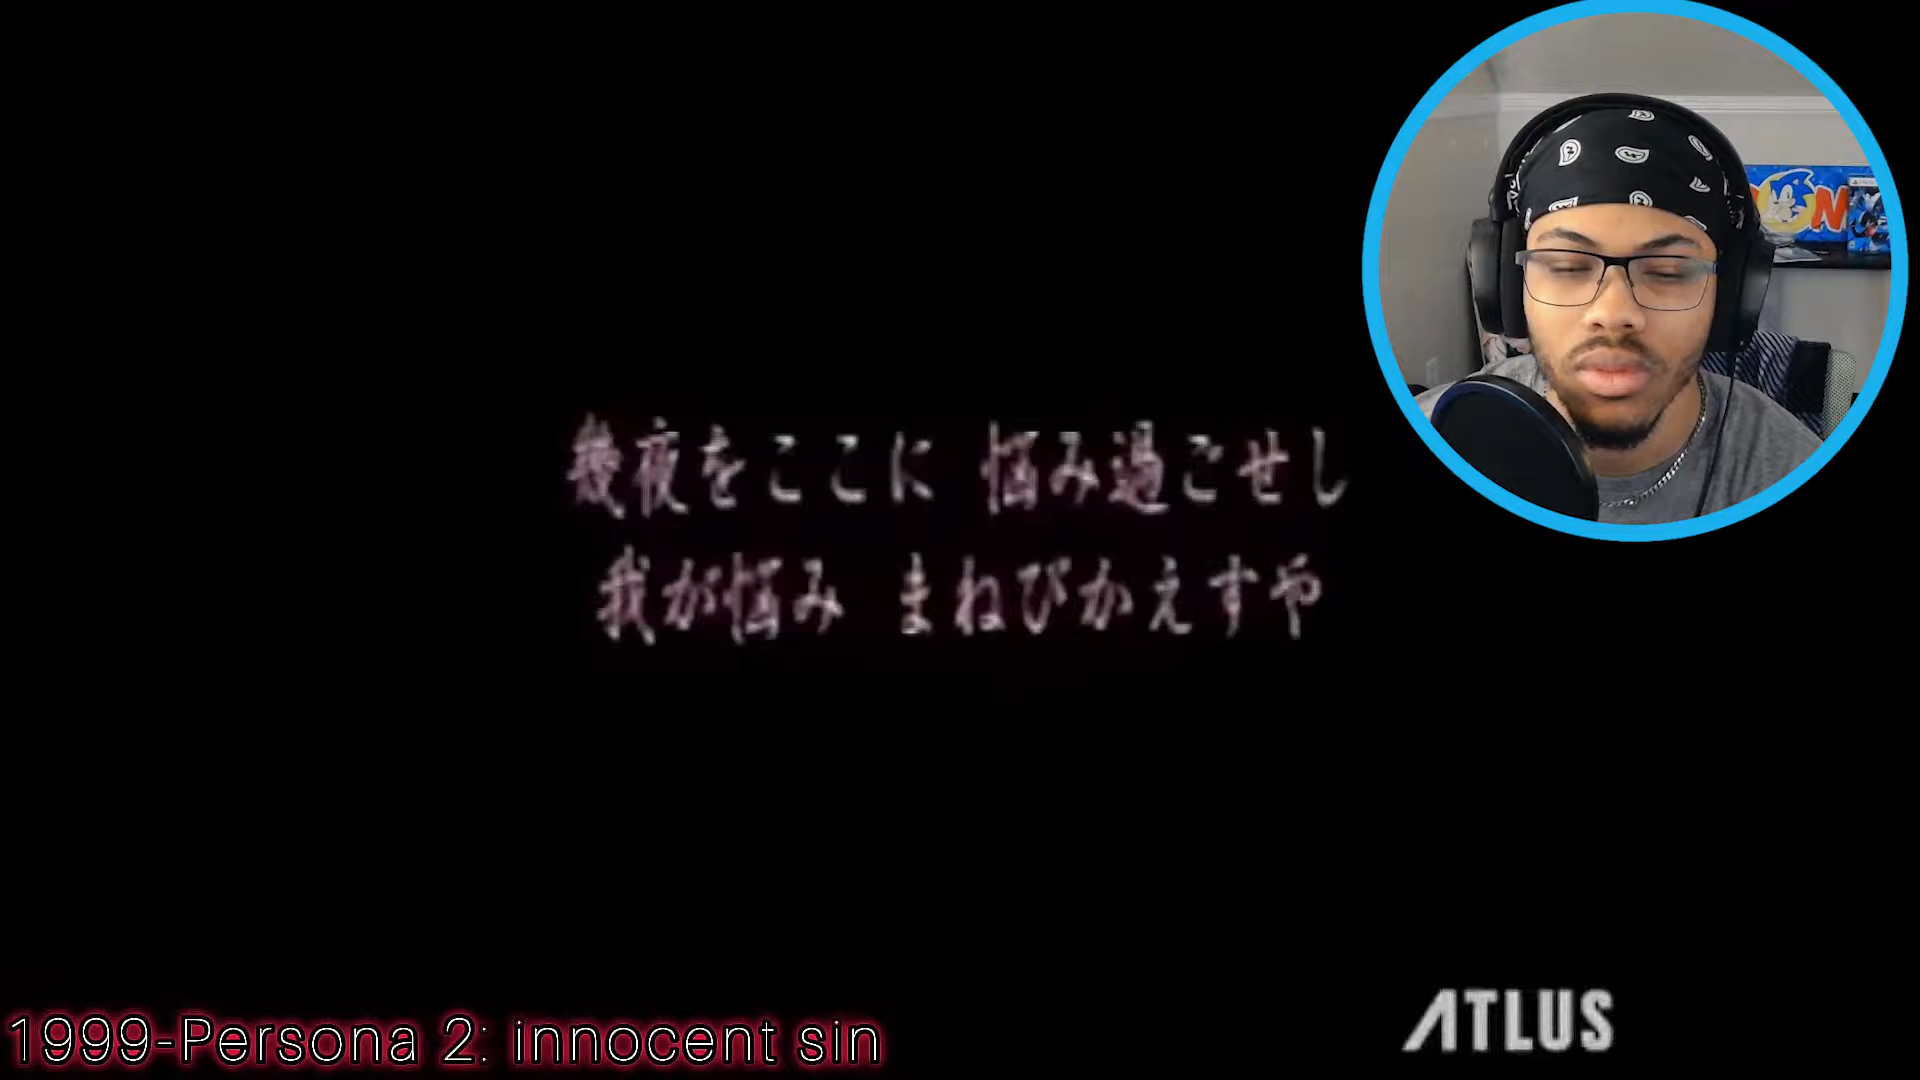 幾夜をここに 悩み過ごせし
我が悩み まねびかえすや
ATLUS
1999-Persona 2: innocent sin